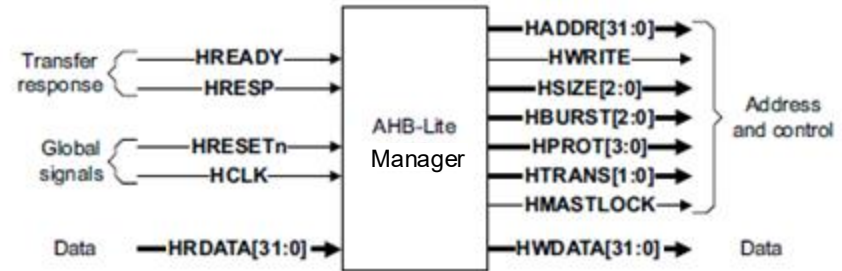 Transfer
response
HREADY
HRESP
Global
signals
HRESETn
HCLK
Data
HRDATA[31:0]
AHB-Lite
Manager
HADDR[31:0]
HWRITE
HSIZE[2:0]
HBURST[2:0]
HPROT[3:0]
HTRANS[1:0]
HMASTLOCK
Address
and control
HWDATA[31:0]
Data